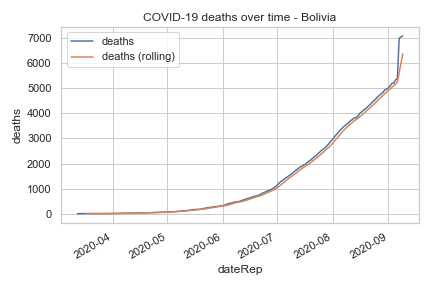 COVID-19 deaths over time - Bolivia
deaths
deaths (rolling)
7000
6000
5000
4000
3000
2000
1000
0
deaths
2020-04
2020-05
2020-06
2020-07
2020-08
2020-09
dateRep